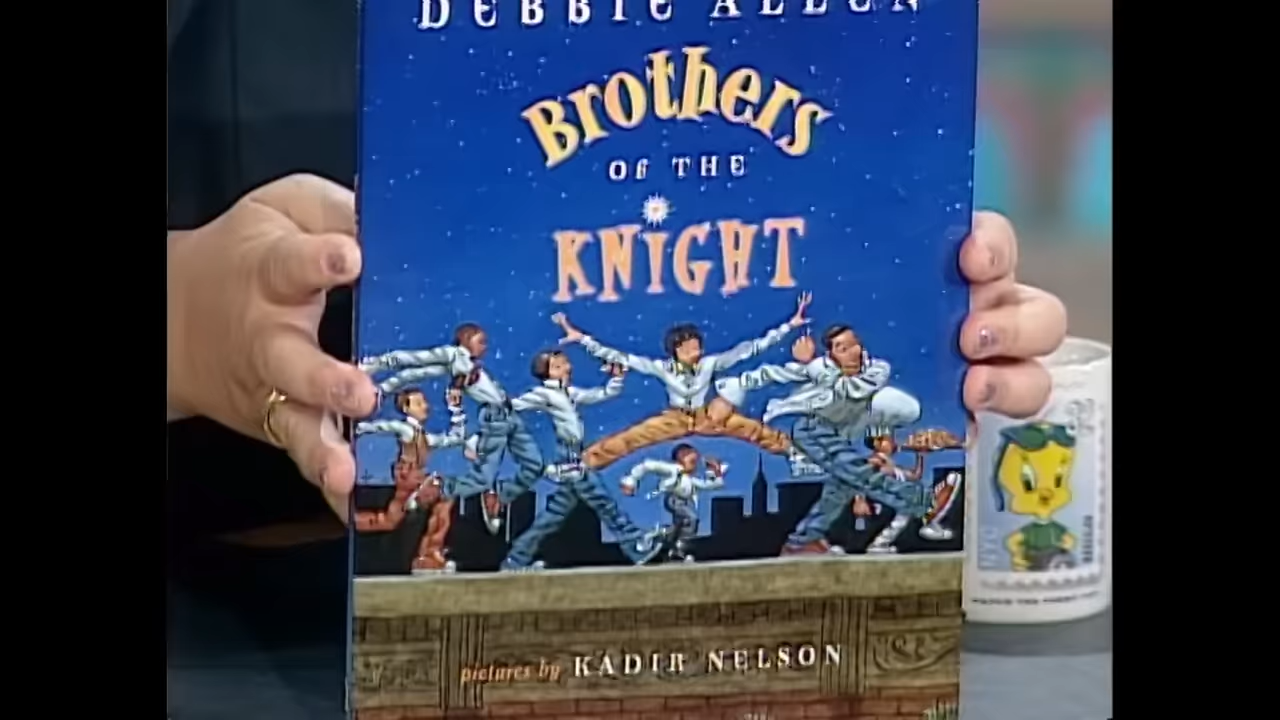 DEBBIE ALLEN
Brothers
OF THE
KNIGHT
pictures by KADIR NELSON